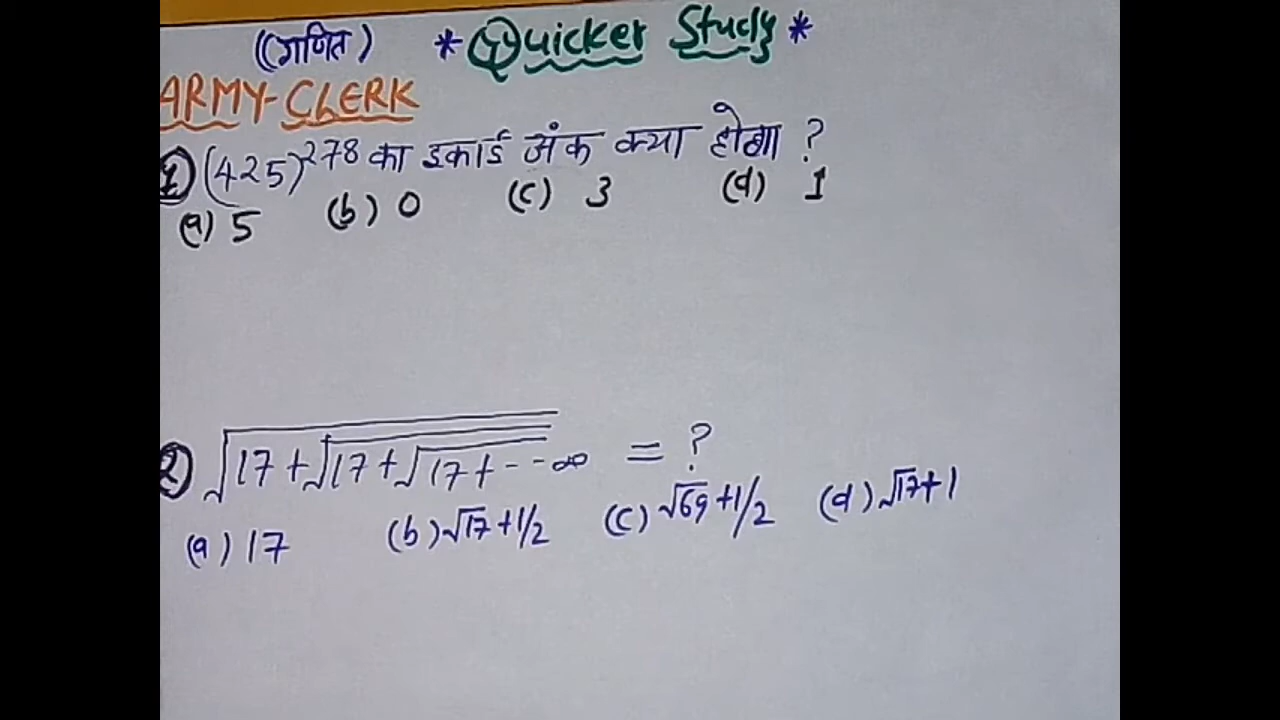 ((गणित) * Quicker Study *
ARMY-CLERK
1) (425)^278 का इकाई अंक क्या होगा ?
(a) 5 (b) 0 (c) 3 (d) 1
2) √17+√17+√17+---∞ = ?
(a) 17 (b) √17+1/2 (c) √69+1/2 (d) √17+1